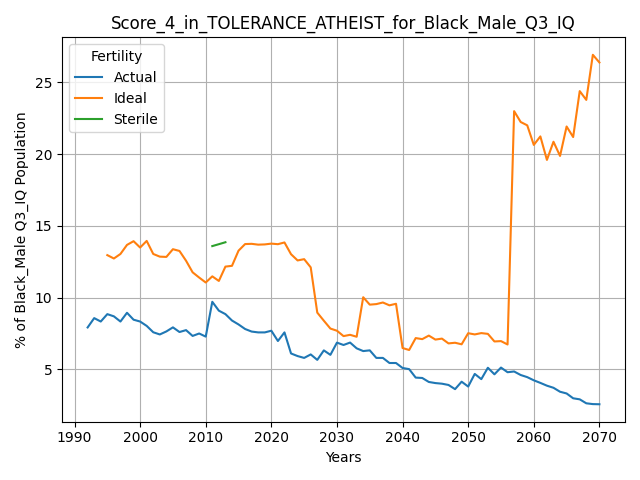 Score_4_in_TOLERANCE_ATHEIST_for_Black_Male_Q3_IQ
Fertility
Actual
Ideal
Sterile
% of Black_Male Q3_IQ Population
25
20
15
10
5
1990 2000 2010 2020 2030 2040 2050 2060 2070
Years